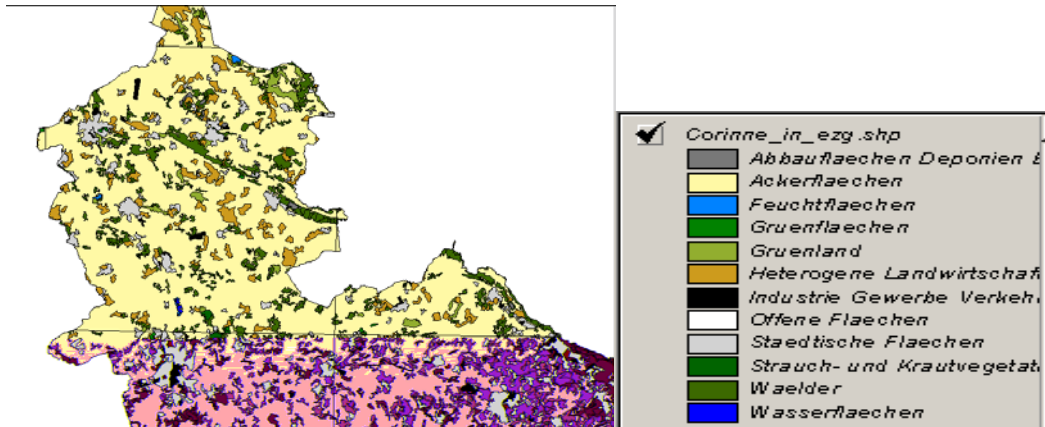 Corinne_in_ezg.shp
Abbauflaechen Deponien
Ackerflaechen
Feuchtflaechen
Gruenflaechen
Gruenland
Heterogene Landwirtschaf
Industrie Gewerbe Verkeh
Offene Flaechen
Staedtische Flaechen
Strauch- und Krautvegetat
Waelder
Wasserflaechen